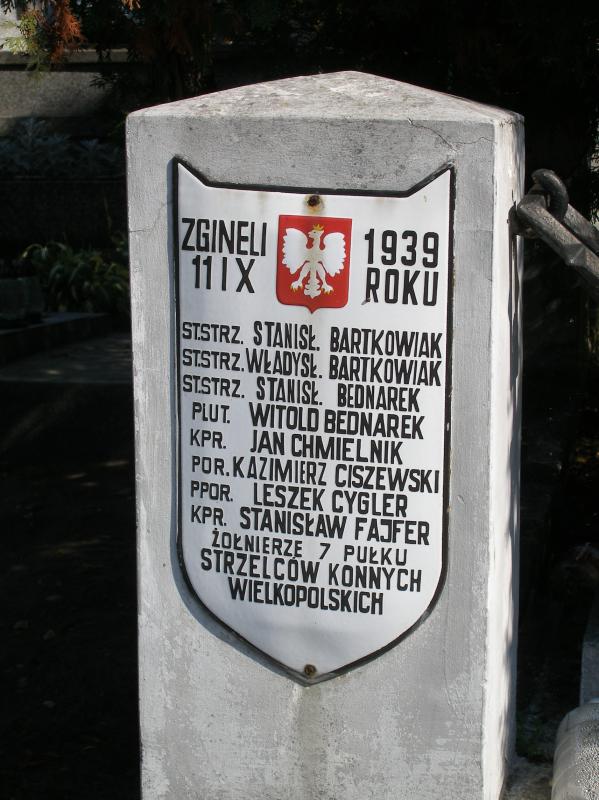 ZGINELI 1939
11 IX ROKU
ST.STRZ. STANISŁ. BARTKOWIAK
ST.STRZ. WŁADYSŁ. BARTKOWIAK
ST.STRZ. STANISŁ. BEDNAREK
PLUT. WITOLD BEDNAREK
KPR. JAN CHMIELNIK
POR. KAZIMIERZ CISZEWSKI
PPOR. LESZEK CYGLER
KPR. STANISŁAW FAJFER
ŻOŁNIERZE 7 PUŁKU
STRZELCÓW KONNYCH
WIELKOPOLSKICH